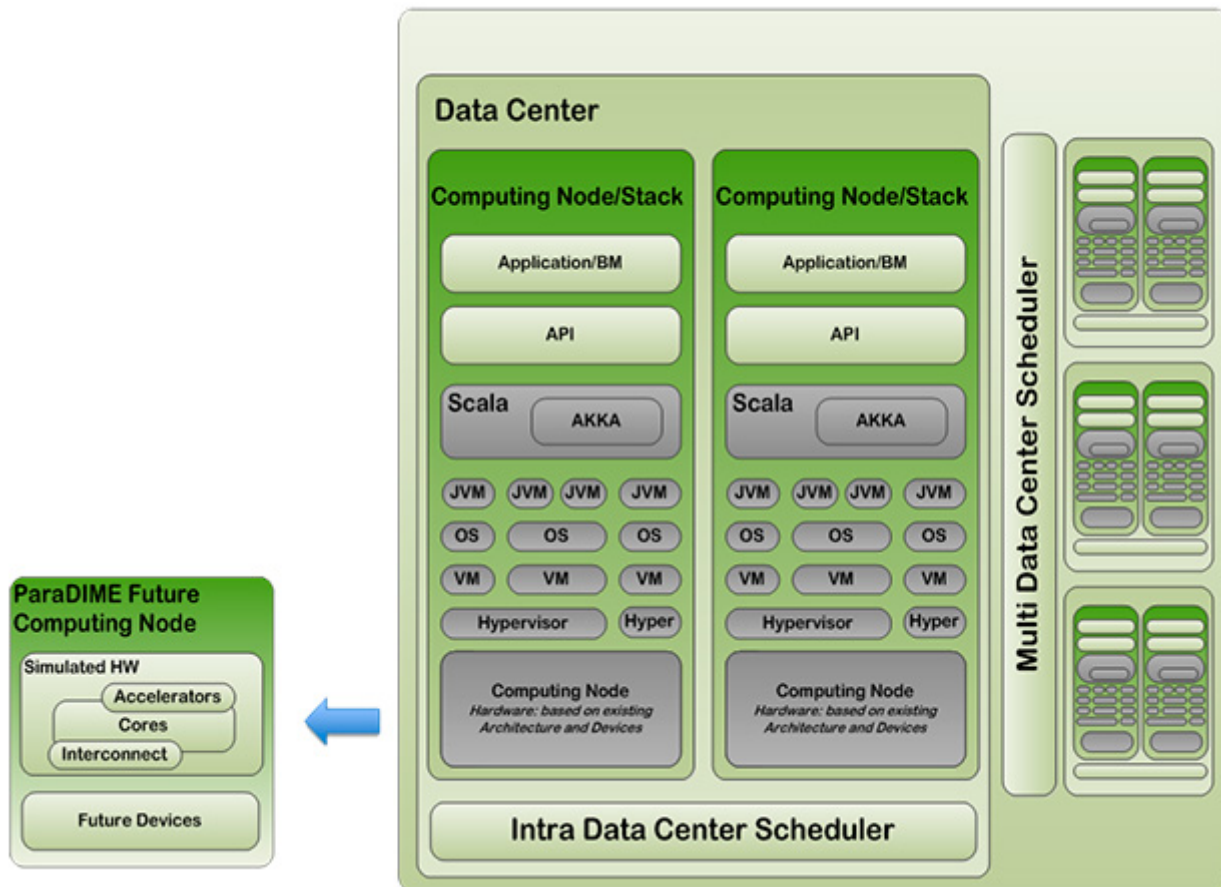 Data Center
Computing Node/Stack
Application/BM
API
Scala
AKKA
JVM JVM JVM JVM
OS OS OS
VM VM VM
Hypervisor Hyper
Computing Node
Hardware: based on existing
Architecture and Devices
Computing Node/Stack
Application/BM
API
Scala
AKKA
JVM JVM JVM JVM
OS OS OS
VM VM VM
Hypervisor Hyper
Computing Node
Hardware: based on existing
Architecture and Devices
Intra Data Center Scheduler
Multi Data Center Scheduler
ParaDIME Future
Computing Node
Simulated HW
Accelerators
Cores
Interconnect
Future Devices